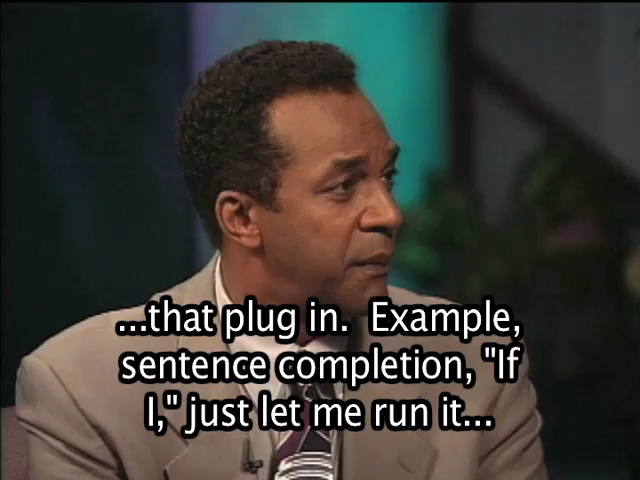 ...that plug in.  Example,
sentence completion, "If
I," just let me run it...